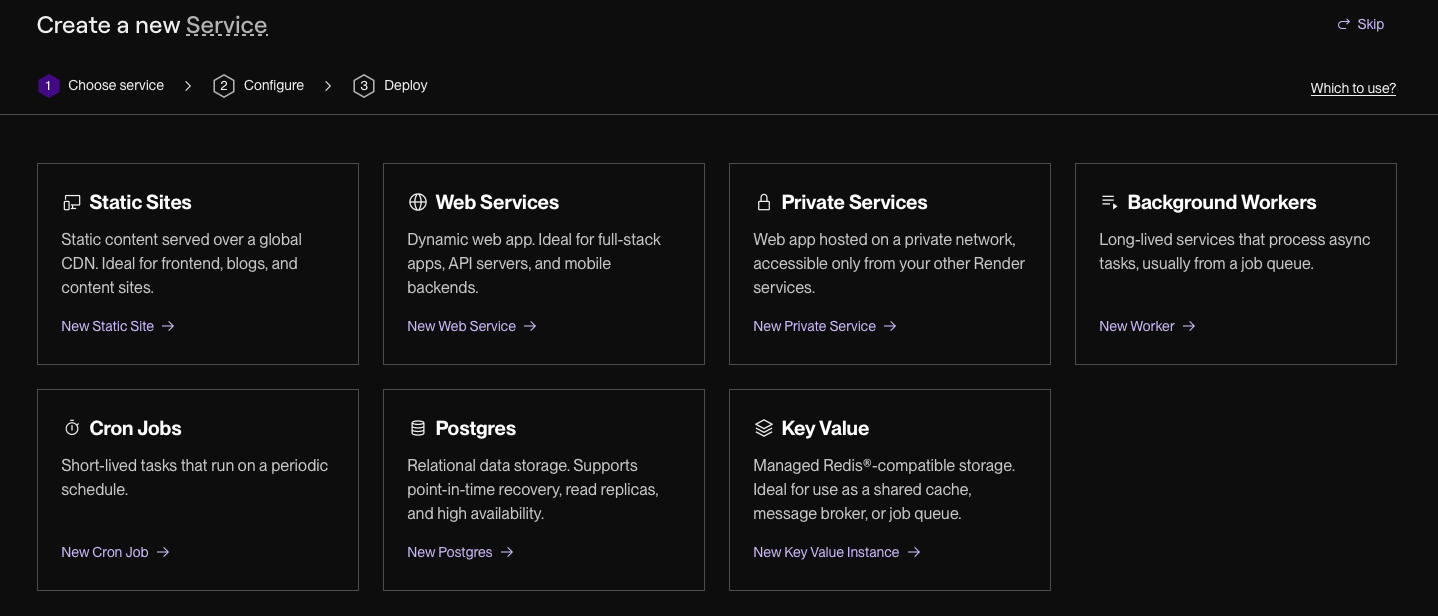 Create a new Service
Skip
1 Choose service
2 Configure
3 Deploy
Which to use?
Static Sites
Static content served over a global
CDN. Ideal for frontend, blogs, and
content sites.
New Static Site
Web Services
Dynamic web app. Ideal for full-stack
apps, API servers, and mobile
backends.
New Web Service
Private Services
Web app hosted on a private network,
accessible only from your other Render
services.
New Private Service
Background Workers
Long-lived services that process async
tasks, usually from a job queue.
New Worker
Cron Jobs
Short-lived tasks that run on a periodic
schedule.
New Cron Job
Postgres
Relational data storage. Supports
point-in-time recovery, read replicas,
and high availability.
New Postgres
Key Value
Managed Redis®-compatible storage.
Ideal for use as a shared cache,
message broker, or job queue.
New Key Value Instance